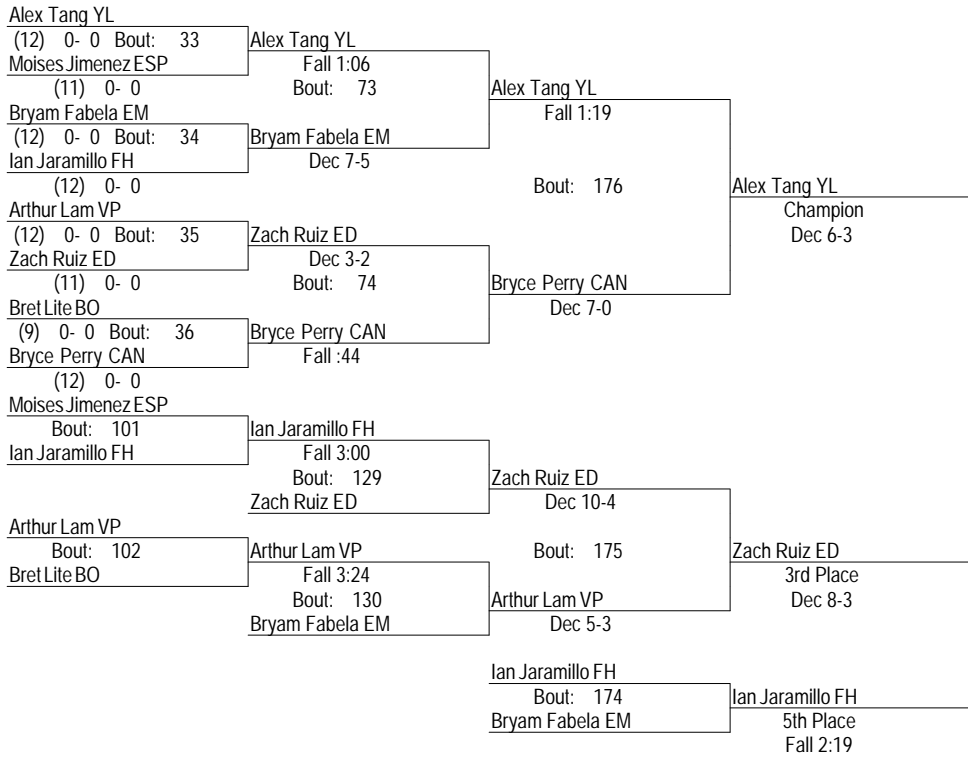 Alex Tang YL
(12) 0- 0 Bout: 33 Alex Tang YL
Moises Jimenez ESP Fall 1:06
(11) 0- 0 Bout: 73 Alex Tang YL
Bryam Fabela EM Fall 1:19
(12) 0- 0 Bout: 34 Bryam Fabela EM
Ian Jaramillo FH Dec 7-5
(12) 0- 0 Bout: 176 Alex Tang YL
Arthur Lam VP Champion
(12) 0- 0 Bout: 35 Zach Ruiz ED Dec 6-3
Zach Ruiz ED Dec 3-2
(11) 0- 0 Bout: 74 Bryce Perry CAN
Bret Lite BO Dec 7-0
(9) 0- 0 Bout: 36 Bryce Perry CAN
Bryce Perry CAN Fall :44
(12) 0- 0
Moises Jimenez ESP
Bout: 101 Ian Jaramillo FH
Ian Jaramillo FH Fall 3:00
Bout: 129 Zach Ruiz ED
Zach Ruiz ED Dec 10-4
Arthur Lam VP
Bout: 102 Arthur Lam VP Bout: 175 Zach Ruiz ED
Bret Lite BO Fall 3:24 3rd Place
Bout: 130 Arthur Lam VP Dec 8-3
Bryam Fabela EM Dec 5-3
Ian Jaramillo FH
Bout: 174 Ian Jaramillo FH
Bryam Fabela EM 5th Place
Fall 2:19